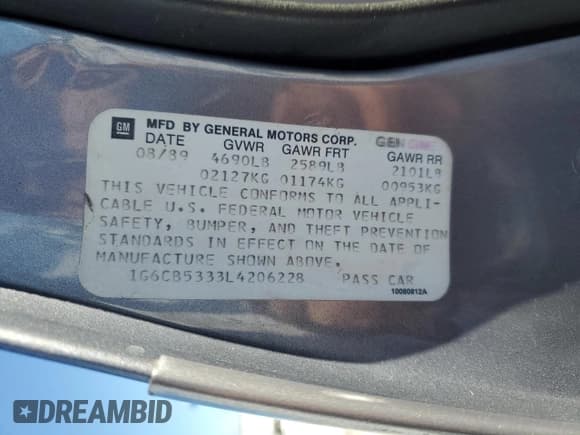 GM
MFD BY GENERAL MOTORS CORP. GENUINE
DATE GVWR GAWR FRT GAWR RR
08/89 4690LB 2589LB 2101LB
02127KG 01174KG 00953KG
THIS VEHICLE CONFORMS TO ALL APPLI-
CABLE U.S. FEDERAL MOTOR VEHICLE
SAFETY, BUMPER, AND THEFT PREVENTION
STANDARDS IN EFFECT ON THE DATE OF
MANUFACTURE SHOWN ABOVE.
1G6CB5333L4206228 PASS CAR
10080812A
DREAMBID